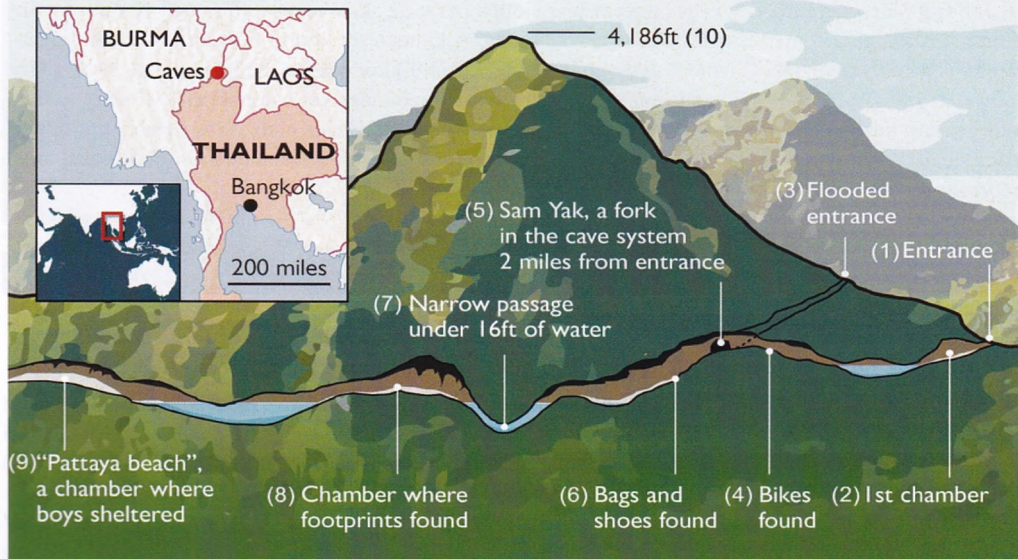 BURMA
Caves
LAOS
THAILAND
Bangkok
200 miles
4,186ft (10)
(3) Flooded
entrance
(1) Entrance
(5) Sam Yak, a fork
in the cave system
2 miles from entrance
(7) Narrow passage
under 16ft of water
(9) “Pattaya beach”,
a chamber where
boys sheltered
(8) Chamber where
footprints found
(6) Bags and
shoes found
(4) Bikes
found
(2) 1st chamber